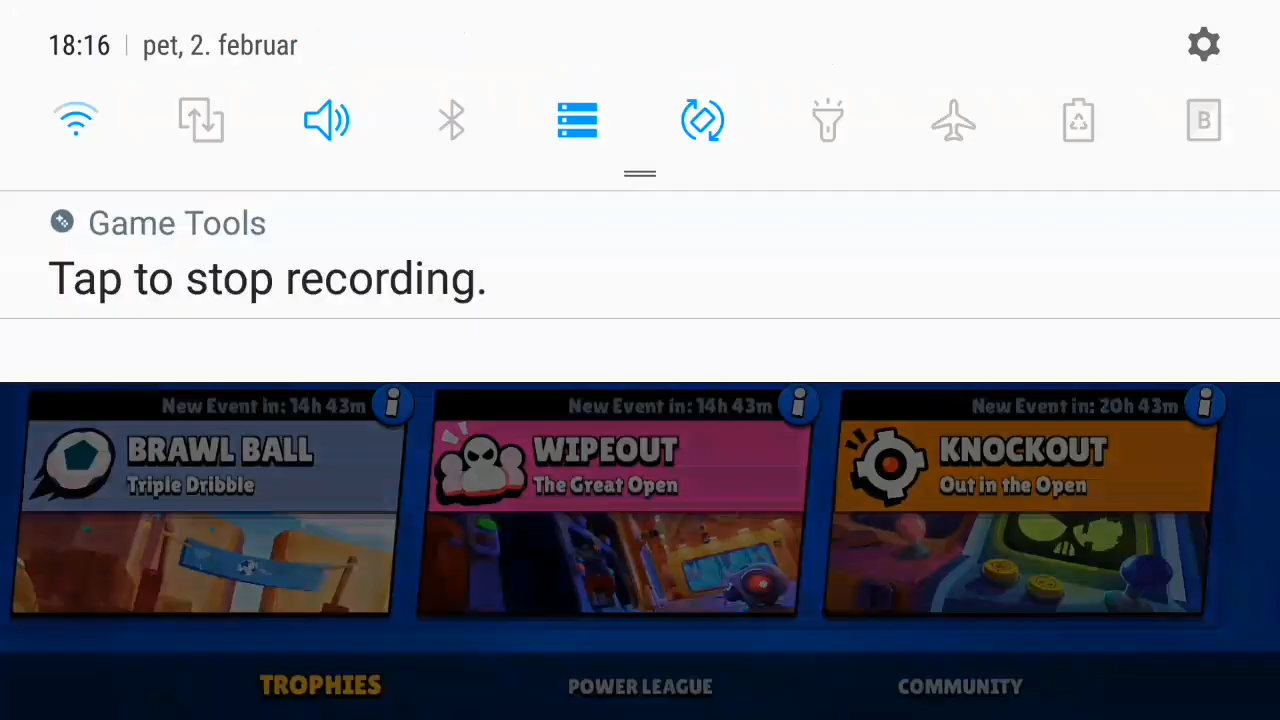 18:16 | pet, 2. februar
B
Game Tools
Tap to stop recording.
New Event in: 14h 43m
New Event in: 14h 43m
New Event in: 20h 43m
BRAWL BALL
Triple Dribble
WIPEOUT
The Great Open
KNOCKOUT
Out in the Open
TROPHIES
POWER LEAGUE
COMMUNITY